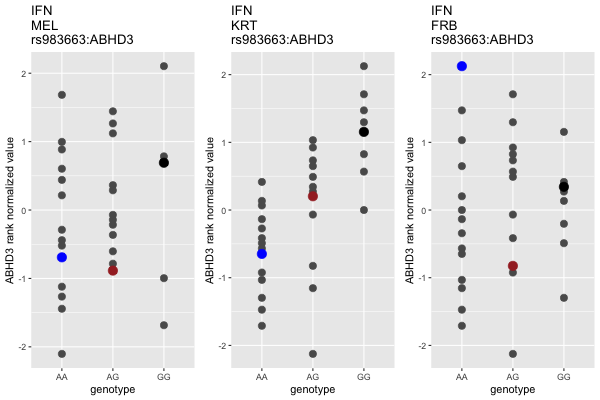 IFN
MEL
rs983663:ABHD3
ABHD3 rank normalized value
2
1
0
-1
-2
AA AG GG
genotype
IFN
KRT
rs983663:ABHD3
ABHD3 rank normalized value
2
1
0
-1
-2
AA AG GG
genotype
IFN
FRB
rs983663:ABHD3
ABHD3 rank normalized value
2
1
0
-1
-2
AA AG GG
genotype